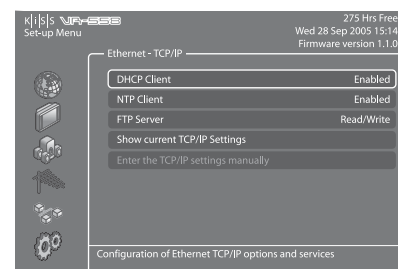 KISS VR-558
275 Hrs Free
Set-up Menu
Wed 28 Sep 2005 15:14
Firmware version 1.1.0
Ethernet - TCP/IP
DHCP Client Enabled
NTP Client Enabled
FTP Server Read/Write
Show current TCP/IP Settings
Enter the TCP/IP settings manually
Configuration of Ethernet TCP/IP options and services